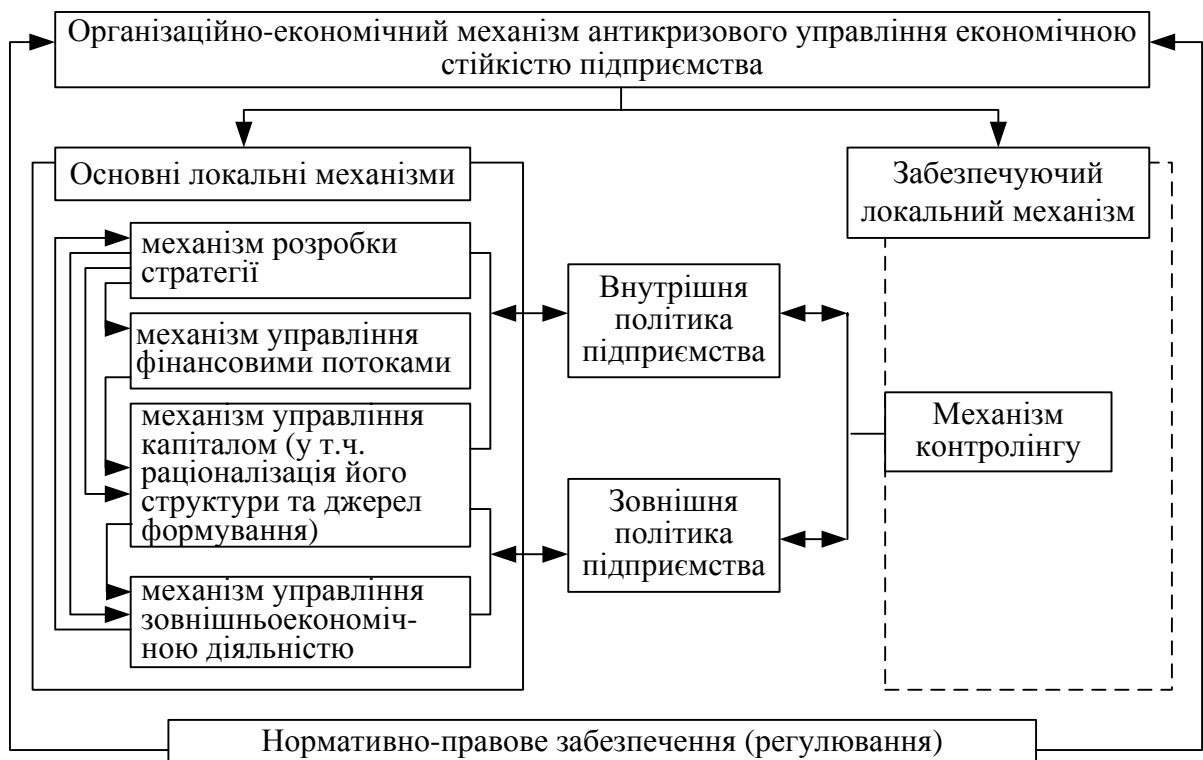 Організаційно-економічний механізм антикризового управління економічною
стійкістю підприємства
Основні локальні механізми
механізм розробки
стратегії
механізм управління
фінансовими потоками
механізм управління
капіталом (у т.ч.
раціоналізація його
структури та джерел
формування)
механізм управління
зовнішньоекономіч-
ною діяльністю
Внутрішня
політика
підприємства
Зовнішня
політика
підприємства
Забезпечуючий
локальний механізм
Механізм
контролінгу
Нормативно-правове забезпечення (регулювання)